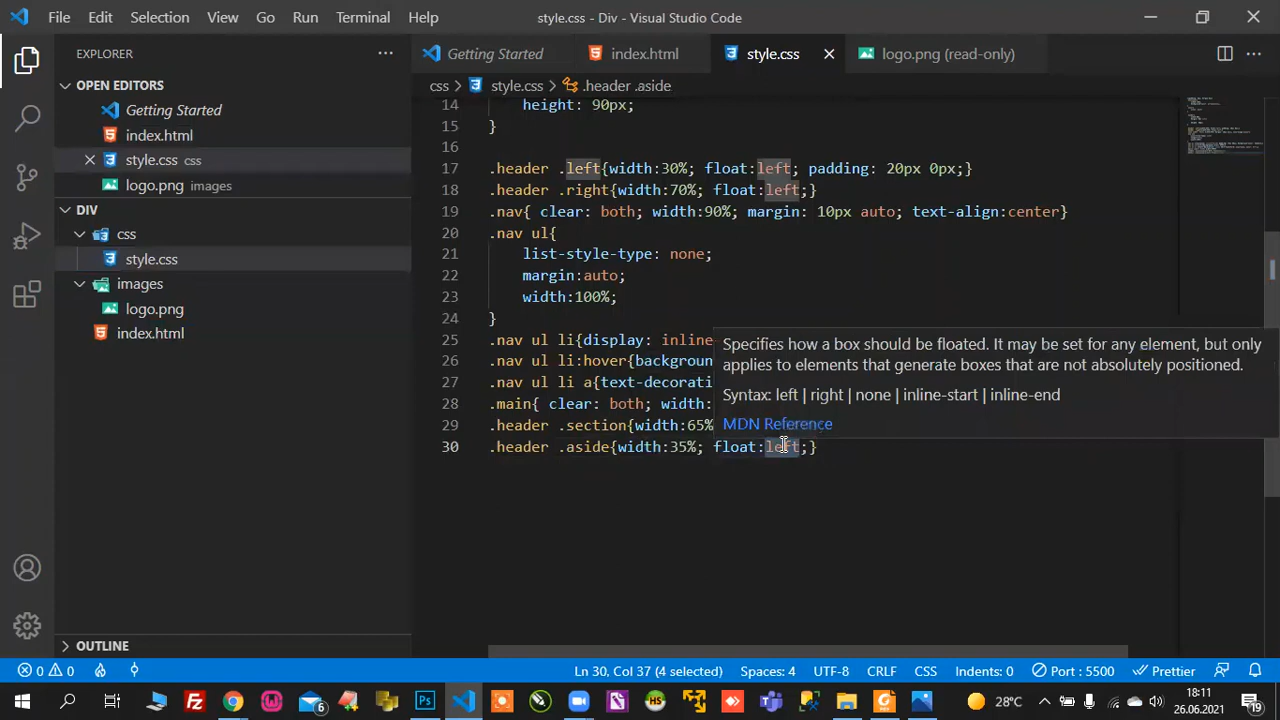 File Edit Selection View Go Run Terminal Help style.css - Div - Visual Studio Code
EXPLORER
OPEN EDITORS
Getting Started
index.html
style.css css
logo.png images
DIV
css
style.css
images
logo.png
index.html
OUTLINE
Getting Started index.html style.css logo.png (read-only)
css > style.css > .header .aside
14 height: 90px;
15 }
16
17 .header .left{width:30%; float:left; padding: 20px 0px;}
18 .header .right{width:70%; float:left;}
19 .nav{ clear: both; width:90%; margin: 10px auto; text-align:center}
20 .nav ul{
21 list-style-type: none;
22 margin:auto;
23 width:100%;
24 }
25 .nav ul li{display: inline-
26 .nav ul li:hover{backgroun
27 .nav ul li a{text-decorati
28 .main{ clear: both; width:
29 .header .section{width:65%
30 .header .aside{width:35%; float:left;}
Specifies how a box should be floated. It may be set for any element, but only
applies to elements that generate boxes that are not absolutely positioned.
Syntax: left | right | none | inline-start | inline-end
MDN Reference
0 0 Ln 30, Col 37 (4 selected) Spaces: 4 UTF-8 CRLF CSS Indents: 0 Port : 5500 Prettier
6 28°C 18:11
26.06.2021 19